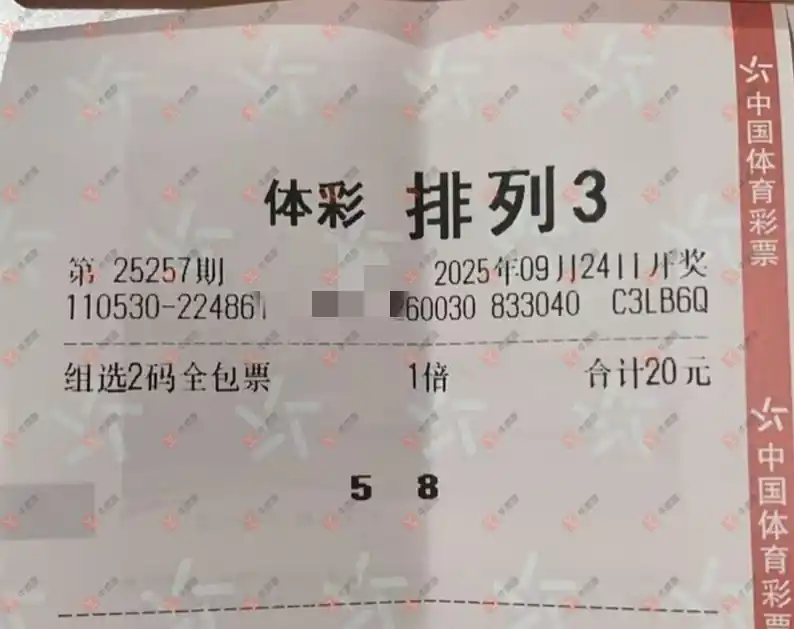 体彩 排列3
第 25257期 2025年09月24日开奖
110530-224861 260030 833040 C3LB6Q
组选2码全包票 1倍 合计20元
5 8
中国体育彩票
中国体育彩票